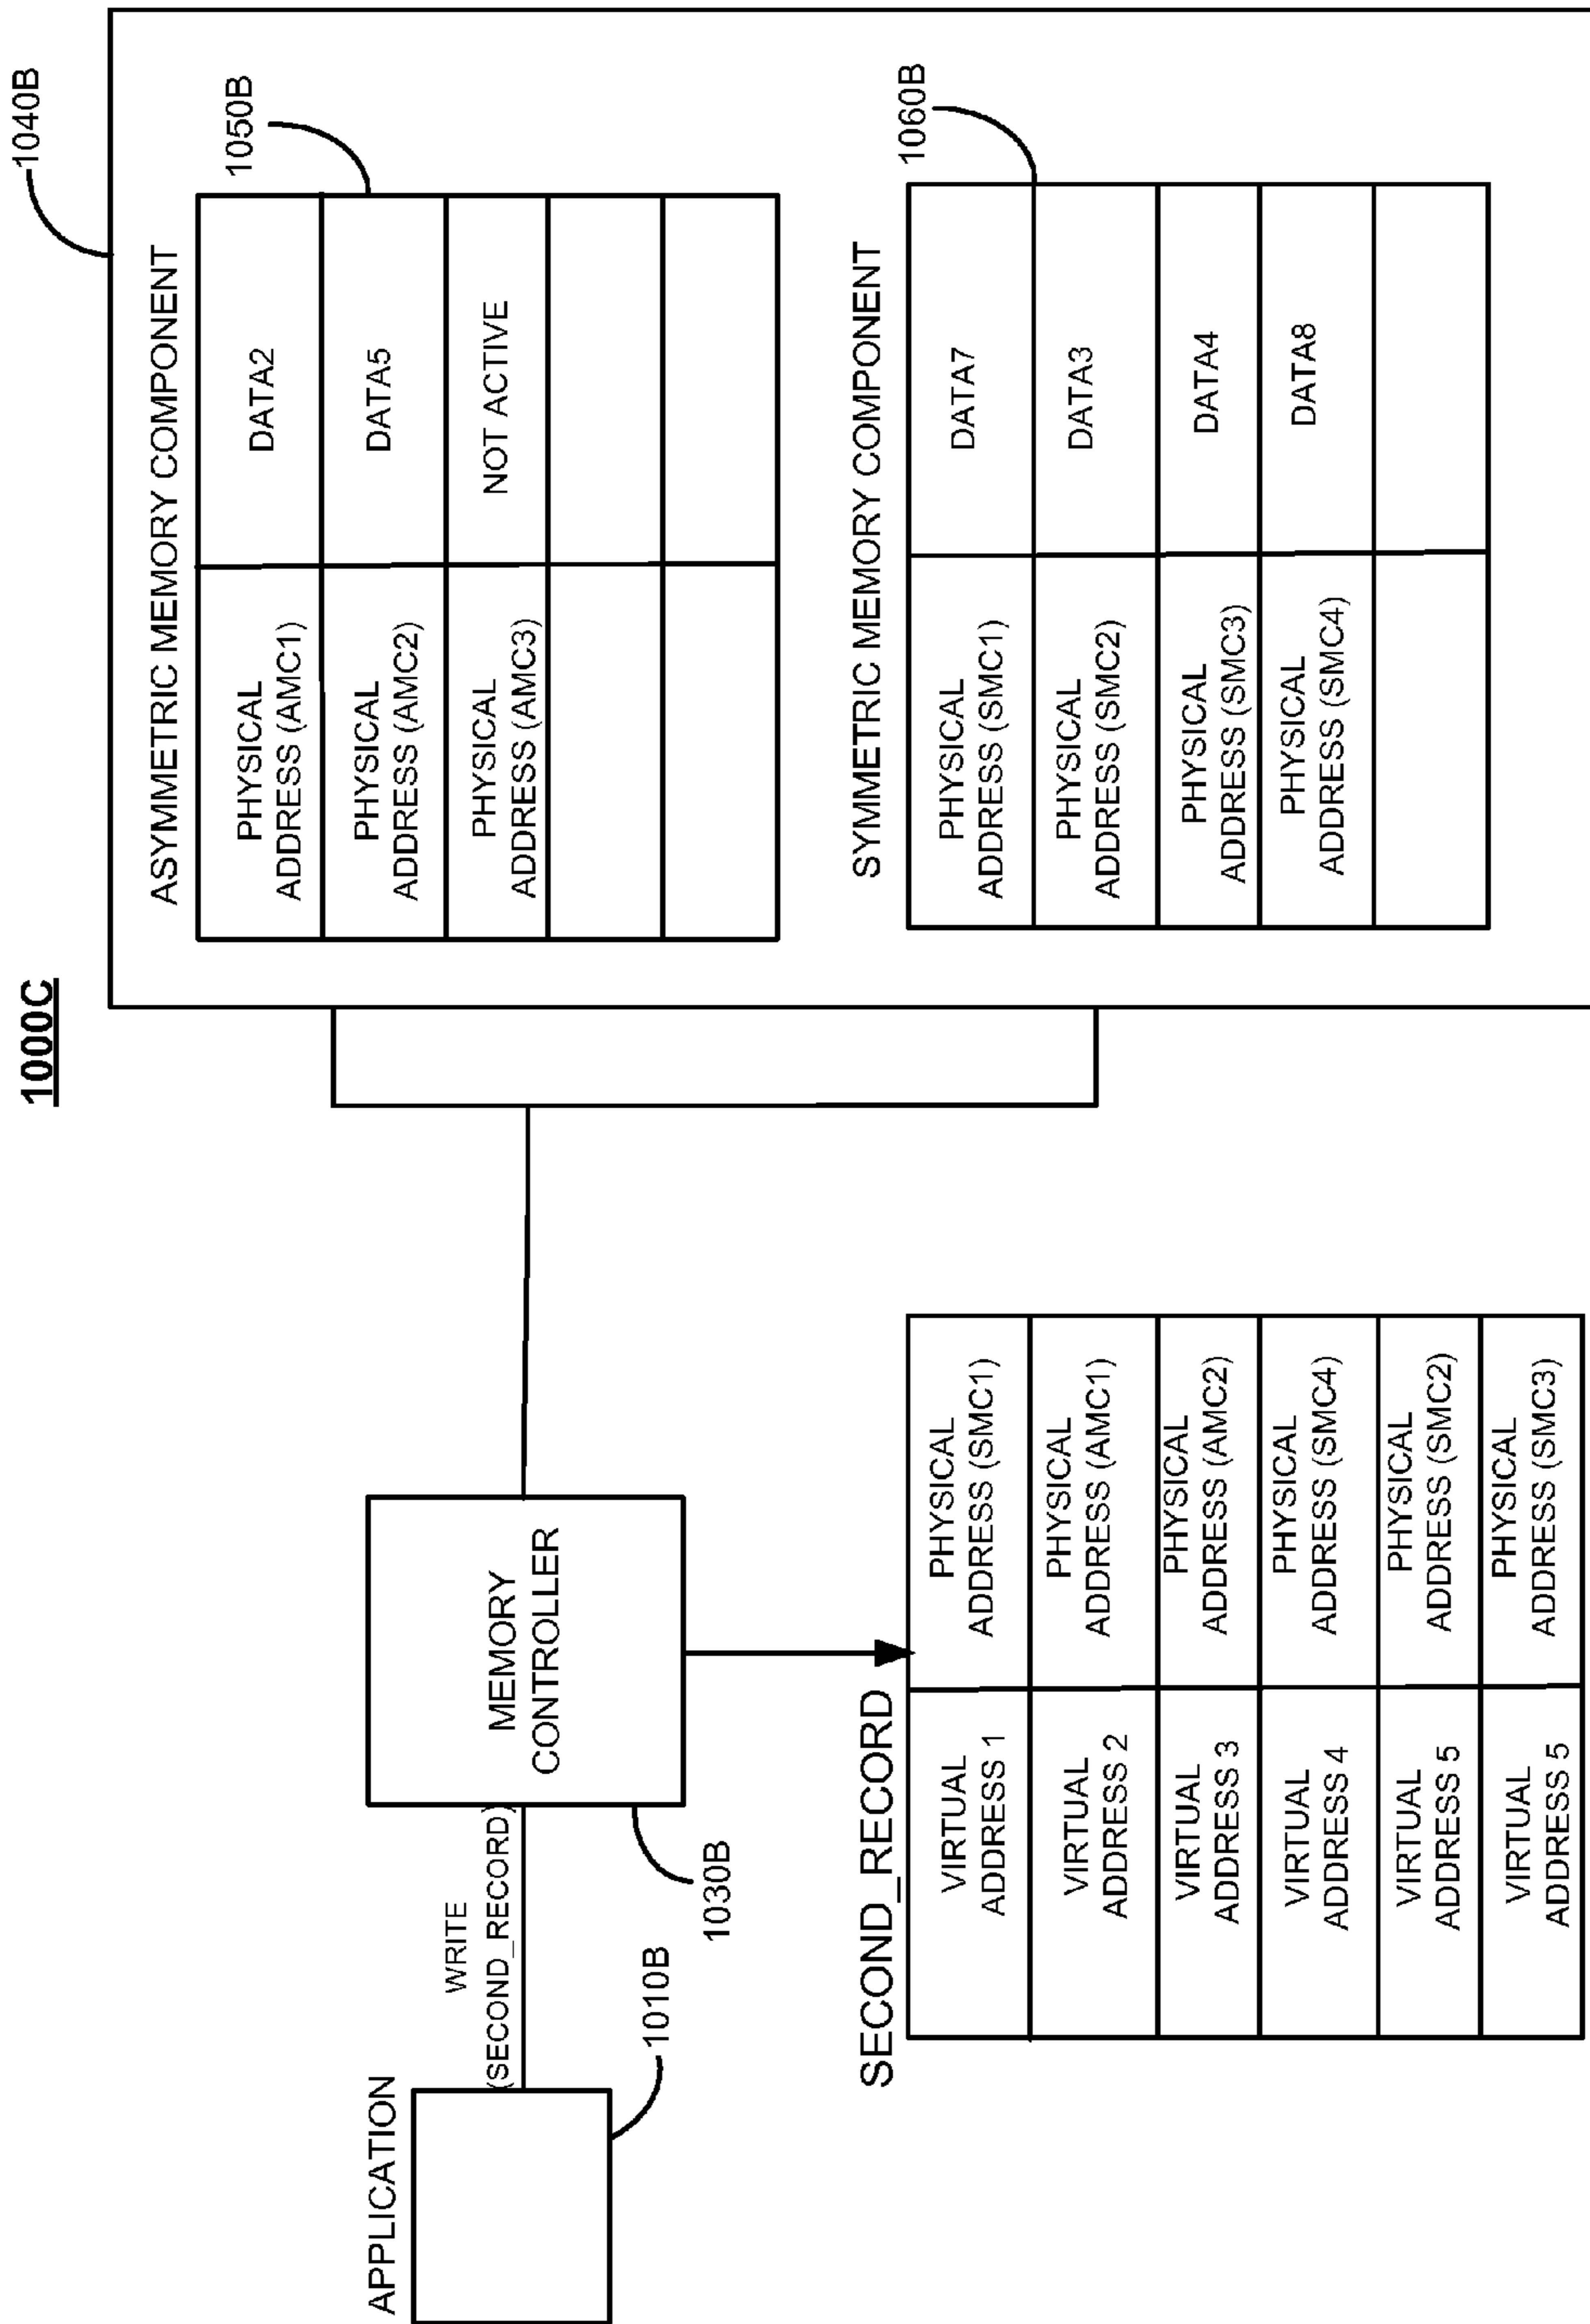 1000C
1040B
ASYMMETRIC MEMORY COMPONENT
1050B
PHYSICAL
ADDRESS (AMC1)
DATA2
PHYSICAL
ADDRESS (AMC2)
DATA5
PHYSICAL
ADDRESS (AMC3)
NOT ACTIVE
SYMMETRIC MEMORY COMPONENT
1060B
PHYSICAL
ADDRESS (SMC1)
DATA7
PHYSICAL
ADDRESS (SMC2)
DATA3
PHYSICAL
ADDRESS (SMC3)
DATA4
PHYSICAL
ADDRESS (SMC4)
DATA8
APPLICATION
1010B
WRITE
(SECOND_RECORD)
MEMORY
CONTROLLER
1030B
SECOND_RECORD
VIRTUAL
ADDRESS 1
PHYSICAL
ADDRESS (SMC1)
VIRTUAL
ADDRESS 2
PHYSICAL
ADDRESS (AMC1)
VIRTUAL
ADDRESS 3
PHYSICAL
ADDRESS (AMC2)
VIRTUAL
ADDRESS 4
PHYSICAL
ADDRESS (SMC4)
VIRTUAL
ADDRESS 5
PHYSICAL
ADDRESS (SMC2)
VIRTUAL
ADDRESS 5
PHYSICAL
ADDRESS (SMC3)